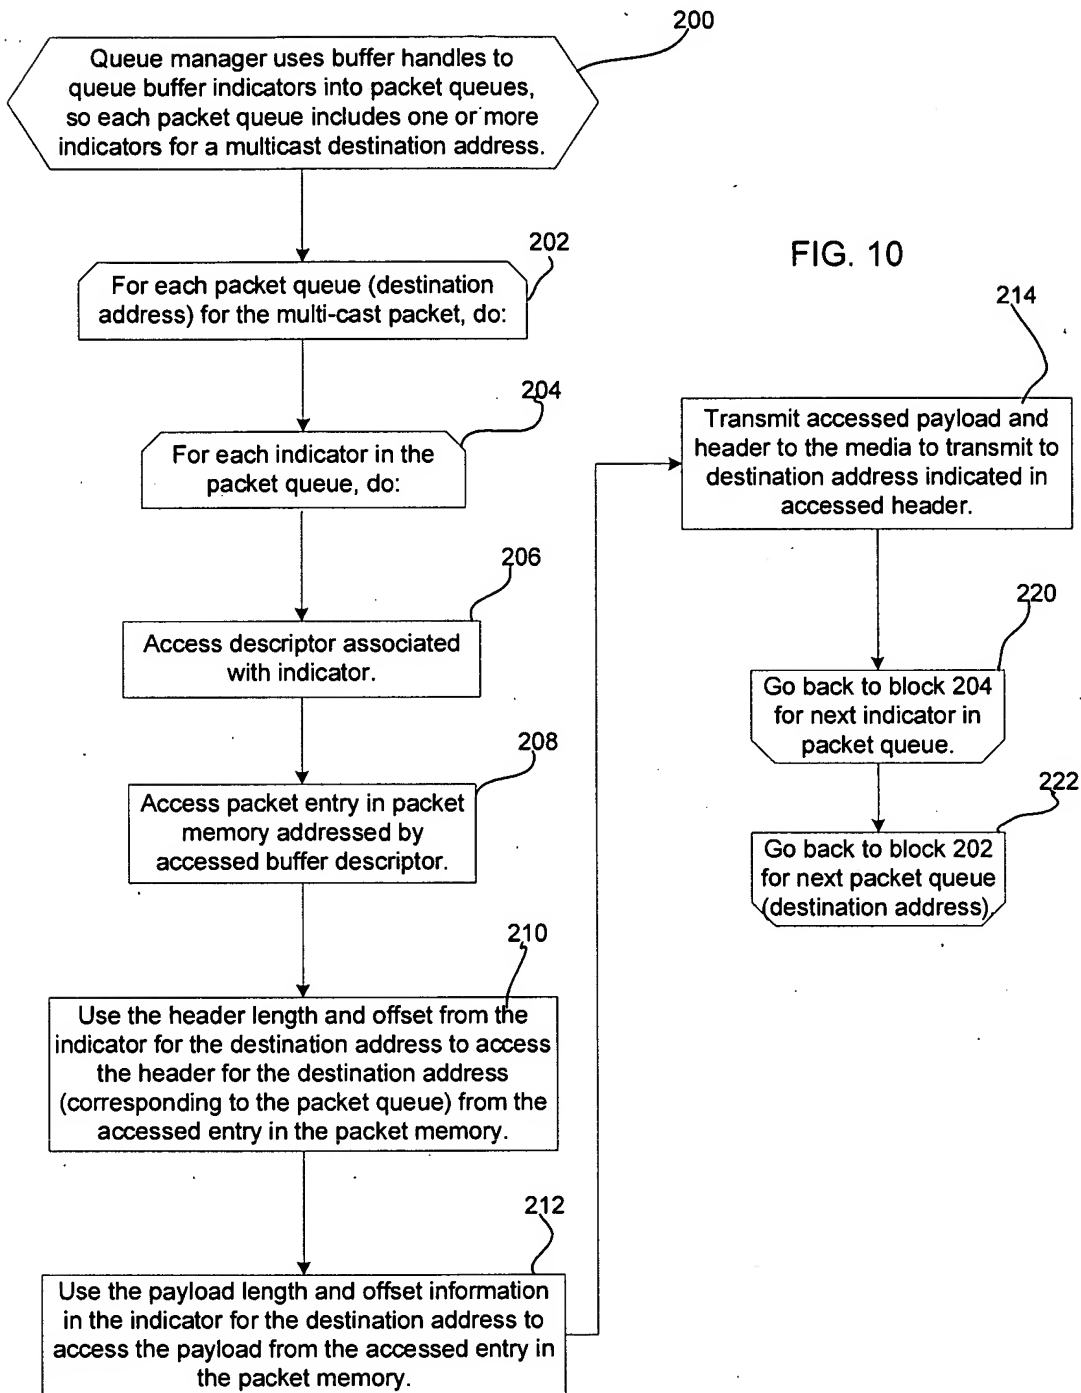 200
Queue manager uses buffer handles to
queue buffer indicators into packet queues,
so each packet queue includes one or more
indicators for a multicast destination address.
202
For each packet queue (destination
address) for the multi-cast packet, do:
204
For each indicator in the
packet queue, do:
206
Access descriptor associated
with indicator.
208
Access packet entry in packet
memory addressed by
accessed buffer descriptor.
210
Use the header length and offset from the
indicator for the destination address to access
the header for the destination address
(corresponding to the packet queue) from the
accessed entry in the packet memory.
212
Use the payload length and offset information
in the indicator for the destination address to
access the payload from the accessed entry in
the packet memory.
FIG. 10
214
Transmit accessed payload and
header to the media to transmit to
destination address indicated in
accessed header.
220
Go back to block 204
for next indicator in
packet queue.
222
Go back to block 202
for next packet queue
(destination address).